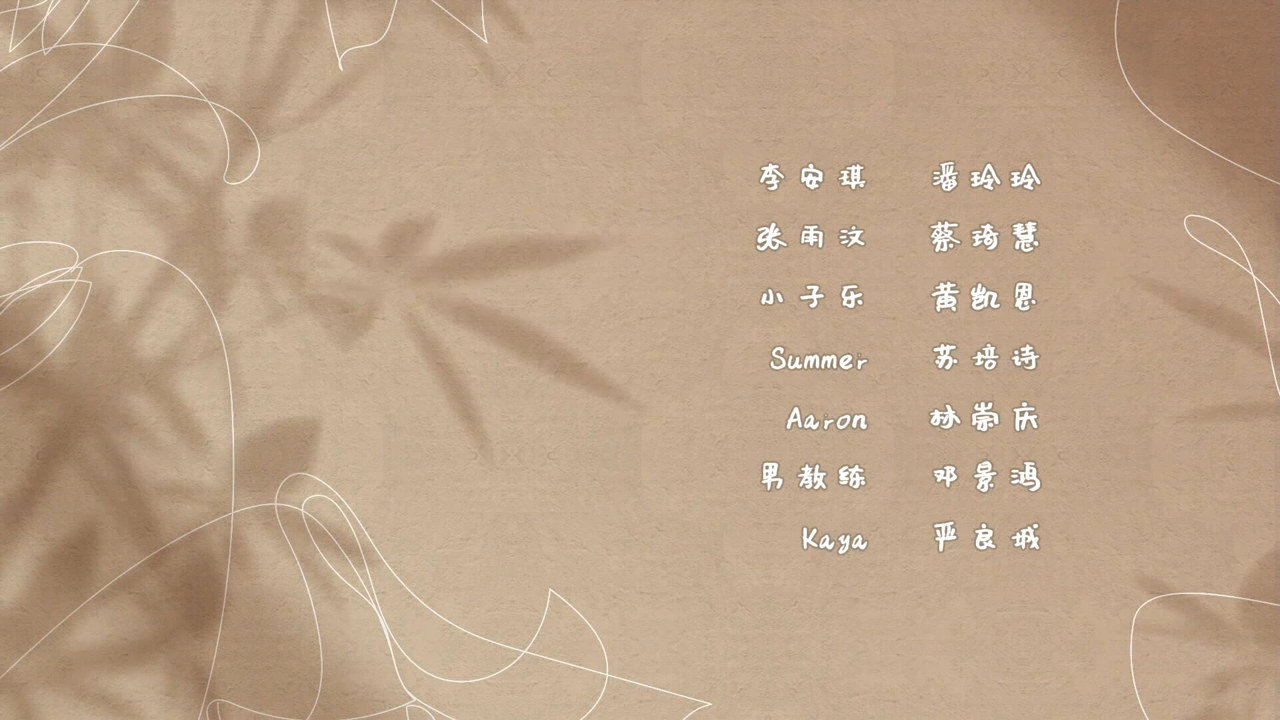 李安琪 潘玲玲
张雨汶 蔡琦慧
小子乐 黄凯恩
Summer 苏培诗
Aaron 林崇庆
男教练 邓景鸿
Kaya 严良城